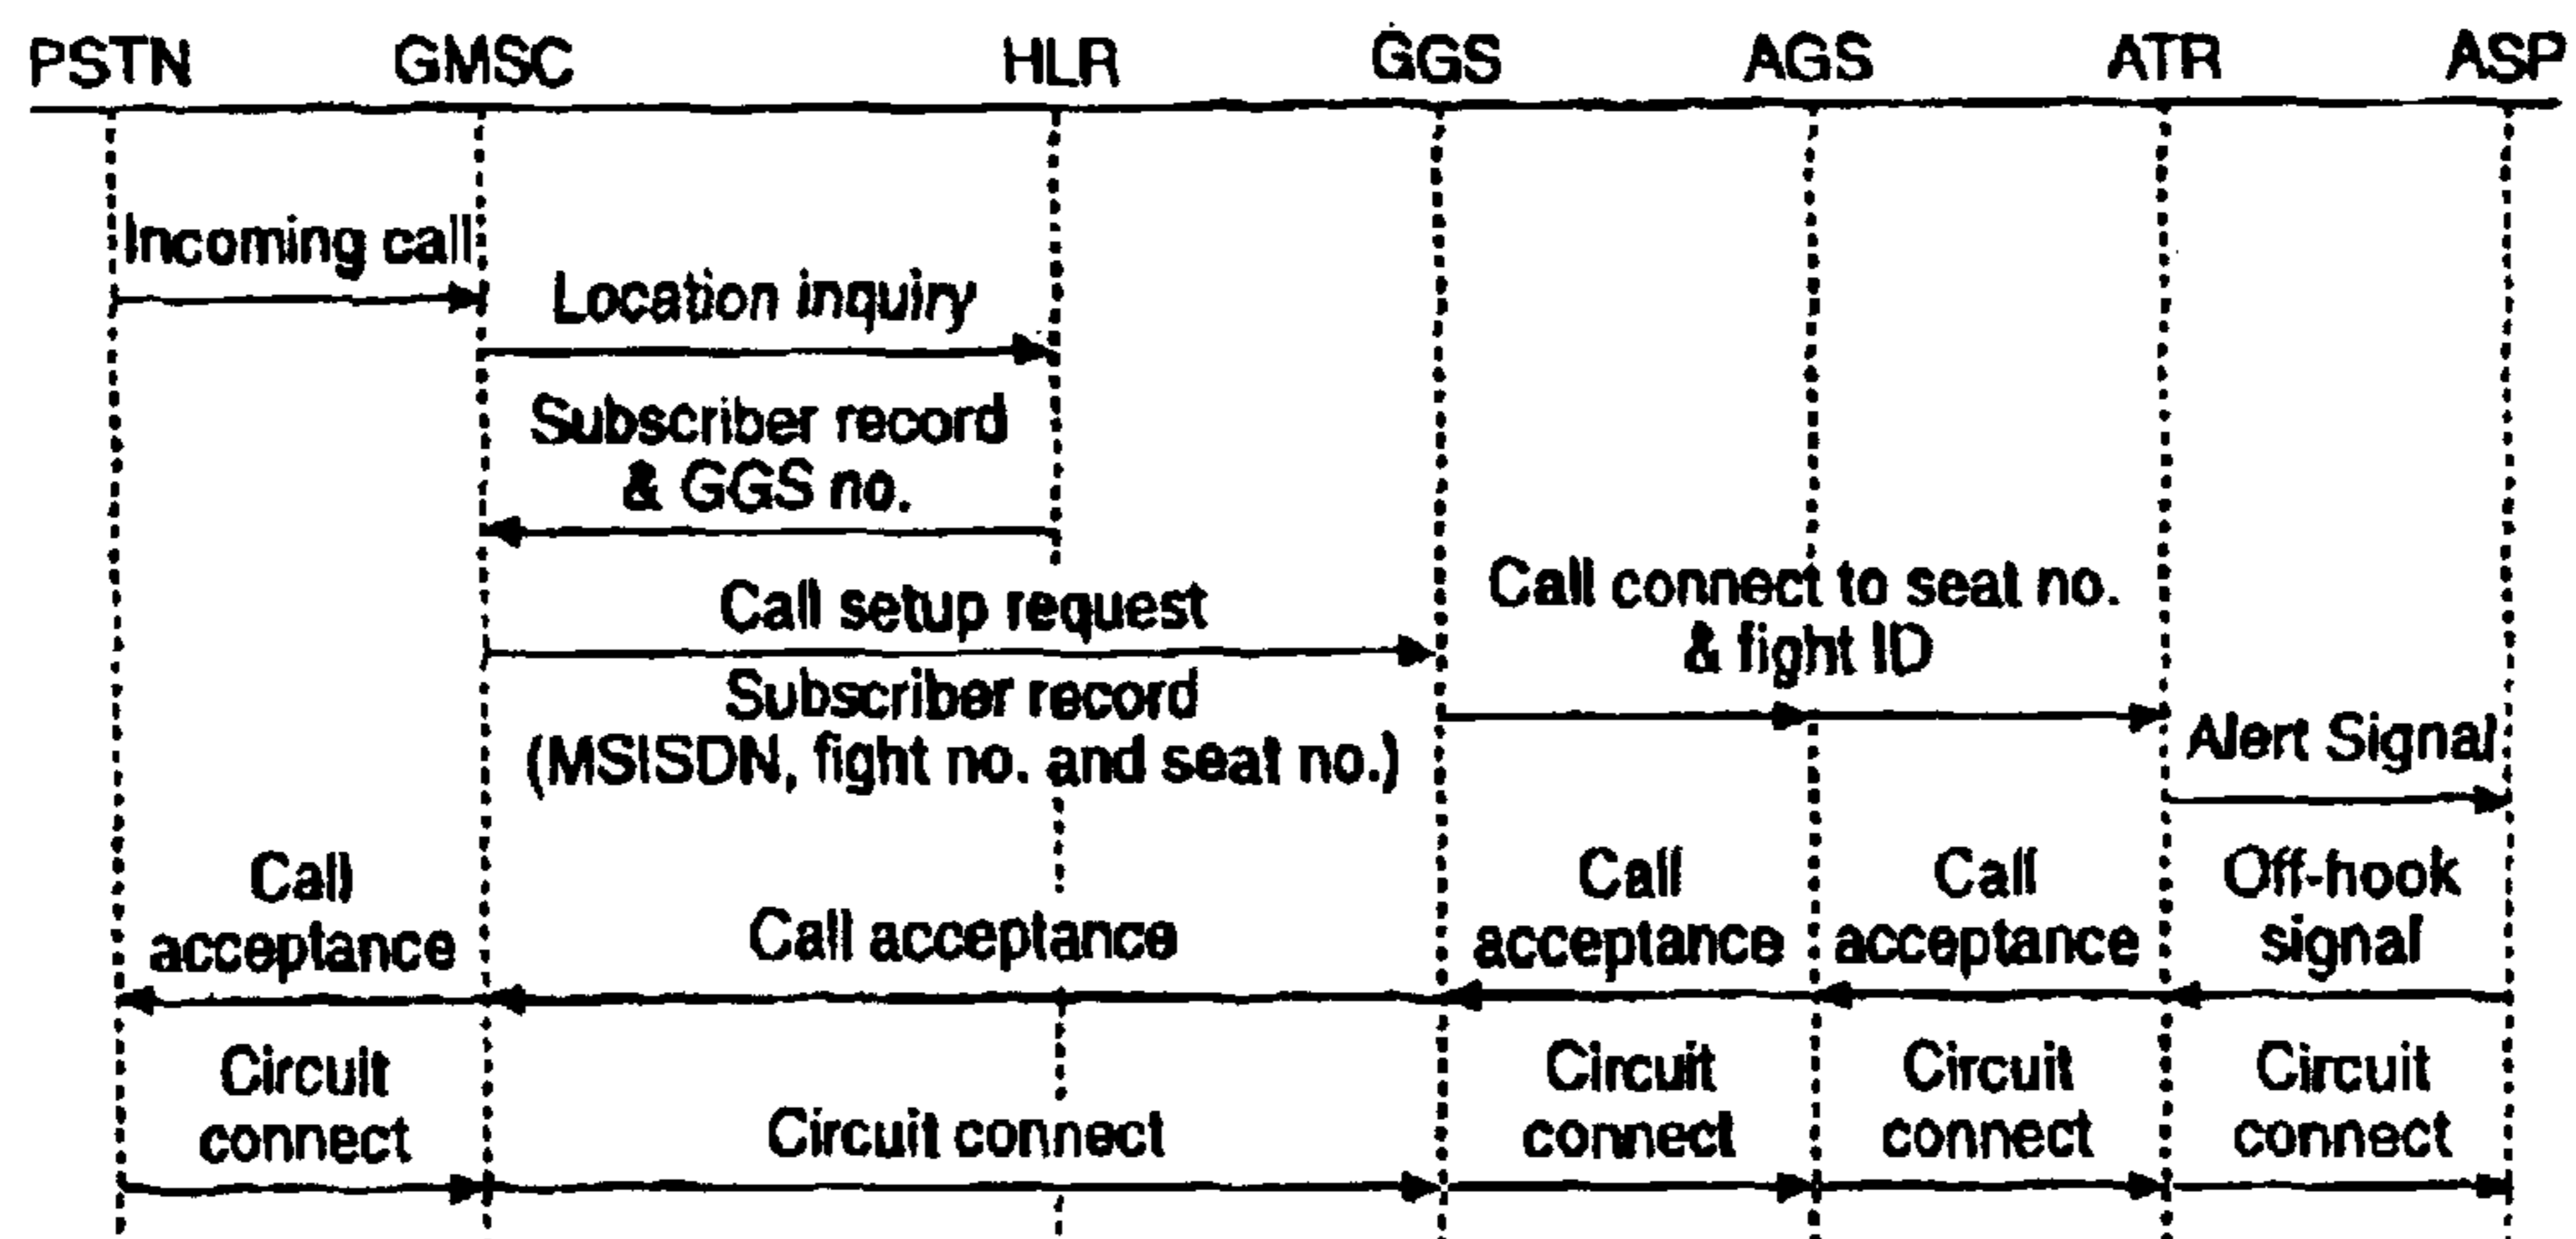 PSTN GMSC HLR GGS AGS ATR ASP
Incoming call
Location inquiry
Subscriber record
& GGS no.
Call setup request
Subscriber record
(MSISDN, fight no. and seat no.)
Call connect to seat no.
& fight ID
Alert Signal
Call
acceptance
Call acceptance
Call
acceptance
Call
acceptance
Off-hook
signal
Circuit
connect
Circuit connect
Circuit
connect
Circuit
connect
Circuit
connect